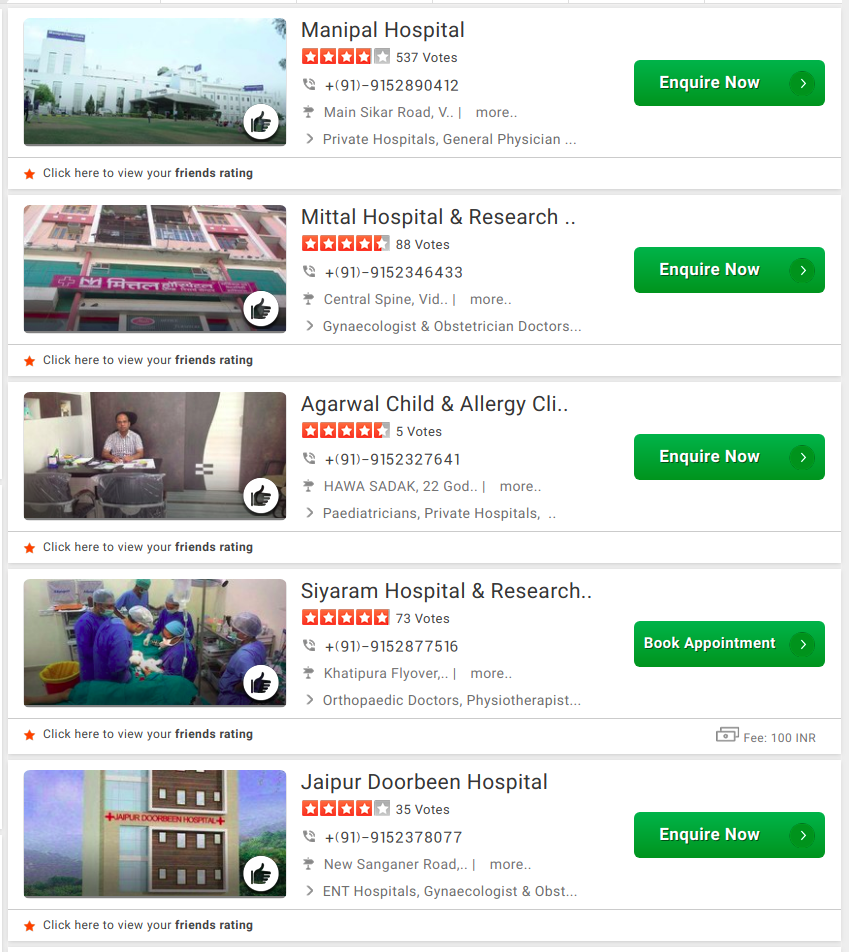 Manipal Hospital
537 Votes
+(91)-9152890412
Enquire Now
Main Sikar Road, V.. | more..
Private Hospitals, General Physician ...
Click here to view your friends rating
Mittal Hospital & Research ..
88 Votes
+(91)-9152346433
Enquire Now
Central Spine, Vid.. | more..
Gynaecologist & Obstetrician Doctors...
मित्तल हॉस्पिटल
Click here to view your friends rating
Agarwal Child & Allergy Cli..
5 Votes
+(91)-9152327641
Enquire Now
HAWA SADAK, 22 God.. | more..
Paediatricians, Private Hospitals, ..
Click here to view your friends rating
Siyaram Hospital & Research..
73 Votes
+(91)-9152877516
Book Appointment
Khatipura Flyover,.. | more..
Orthopaedic Doctors, Physiotherapist...
Click here to view your friends rating
Fee: 100 INR
Jaipur Doorbeen Hospital
35 Votes
JAIPUR DOORBEEN HOSPITAL
+(91)-9152378077
Enquire Now
New Sanganer Road,.. | more..
ENT Hospitals, Gynaecologist & Obst...
Click here to view your friends rating